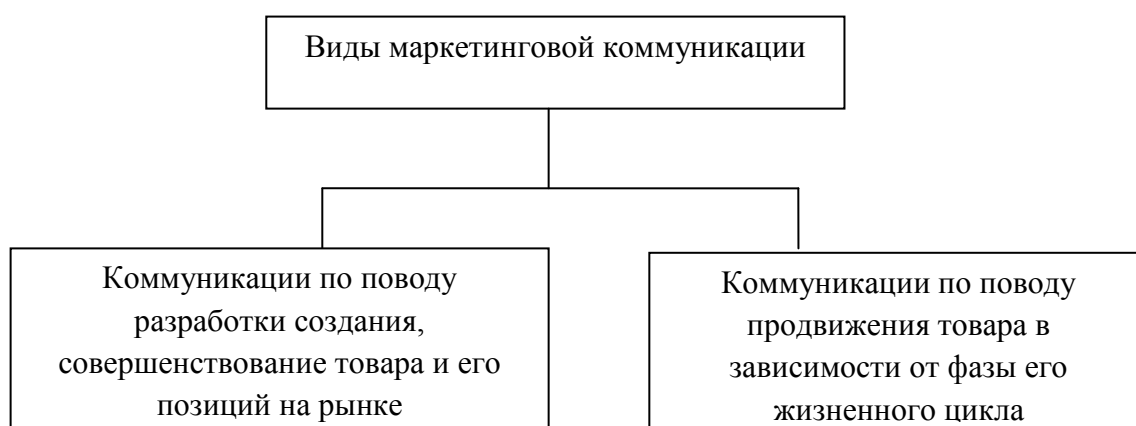 Виды маркетинговой коммуникации
Коммуникации по поводу
разработки создания,
совершенствование товара и его
позиций на рынке
Коммуникации по поводу
продвижения товара в
зависимости от фазы его
жизненного цикла